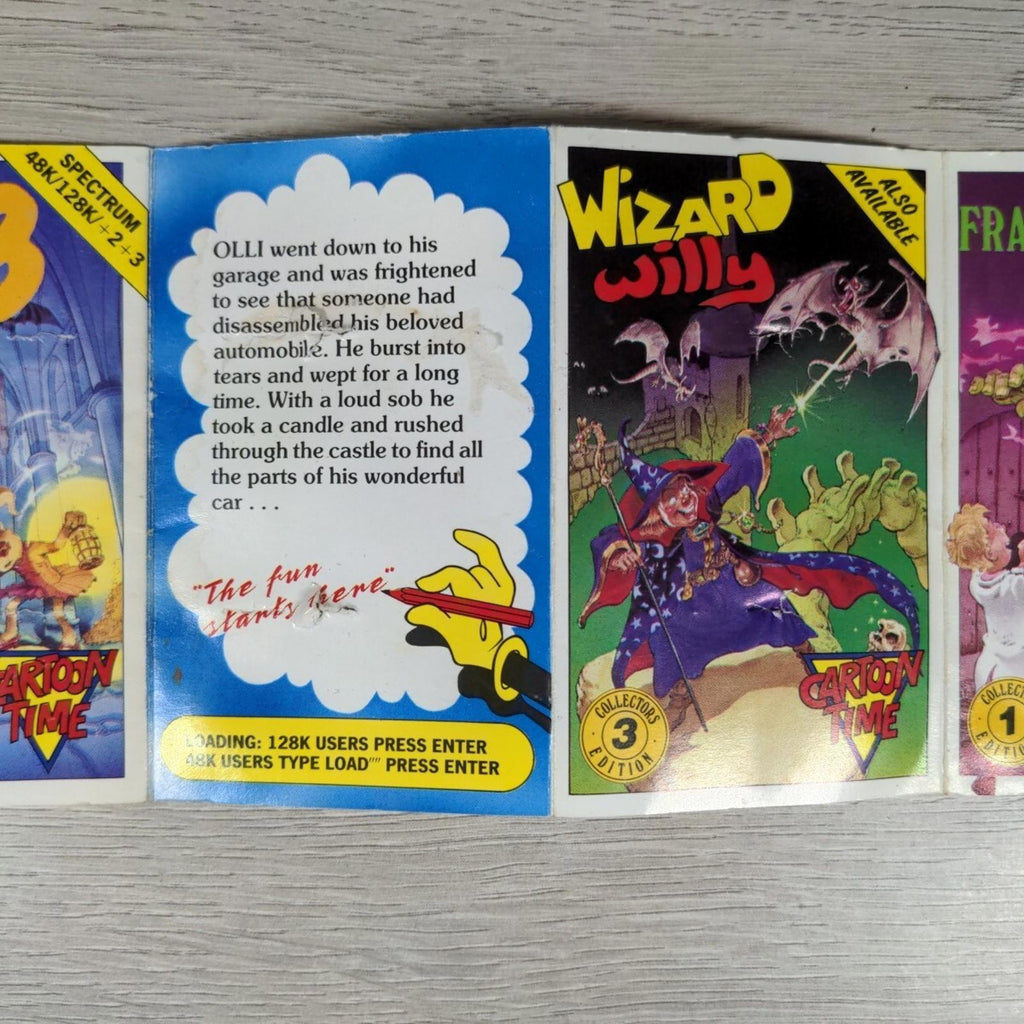 SPECTRUM
48K/128K/+2+3
CARTOON
TIME
OLLI went down to his
garage and was frightened
to see that someone had
disassembled his beloved
automobile. He burst into
tears and wept for a long
time. With a loud sob he
took a candle and rushed
through the castle to find all
the parts of his wonderful
car . . .
"The fun
starts here"
LOADING: 128K USERS PRESS ENTER
48K USERS TYPE LOAD"" PRESS ENTER
WIZARD
willy
ALSO
AVAILABLE
COLLECTORS
3
EDITION
CARTOON
TIME
FRA
COLLEC
1
EDITION